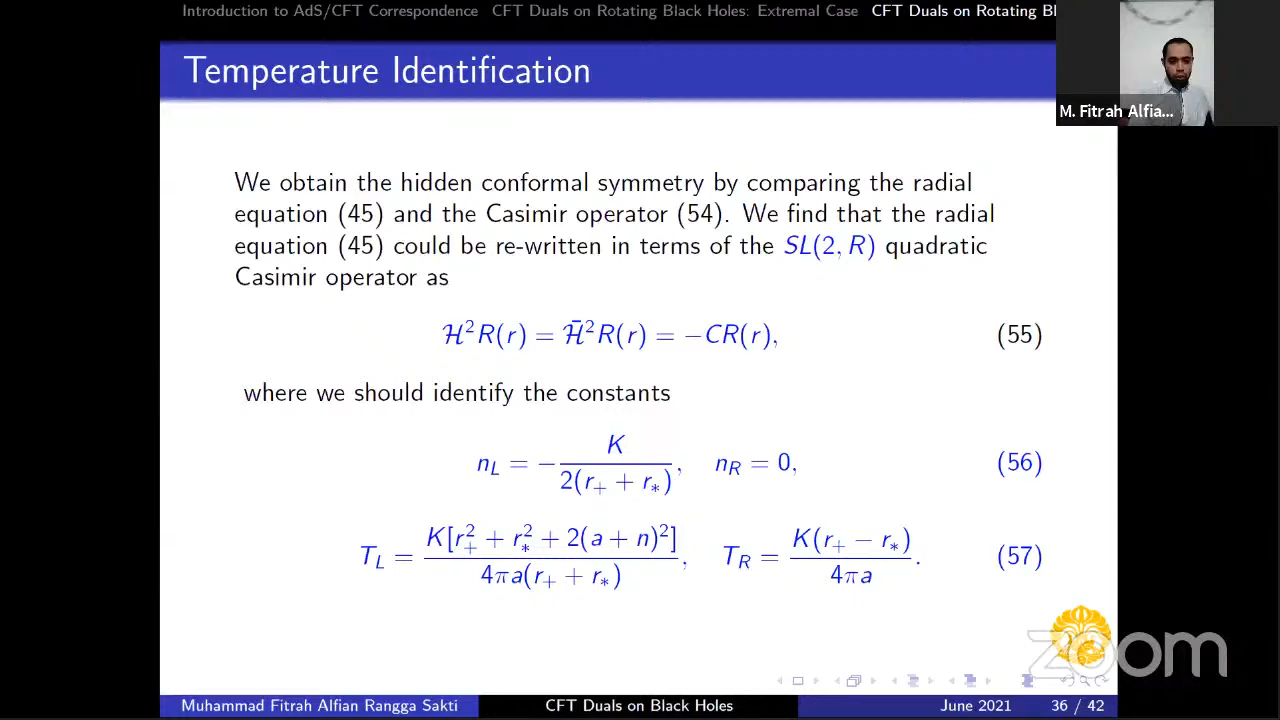 Introduction to AdS/CFT Correspondence CFT Duals on Rotating Black Holes: Extremal Case CFT Duals on Rotating Bl
M. Fitrah Alfia...
Temperature Identification
We obtain the hidden conformal symmetry by comparing the radial
equation (45) and the Casimir operator (54). We find that the radial
equation (45) could be re-written in terms of the SL(2, R) quadratic
Casimir operator as
ℋ²R(r) = ℋ̄²R(r) = −CR(r), (55)
where we should identify the constants
n_L = − K / 2(r₊ + r_*), n_R = 0, (56)
T_L = K[r₊² + r_*² + 2(a + n)²] / 4πa(r₊ + r_*), T_R = K(r₊ − r_*) / 4πa. (57)
zoom
Muhammad Fitrah Alfian Rangga Sakti CFT Duals on Black Holes June 2021 36 / 42